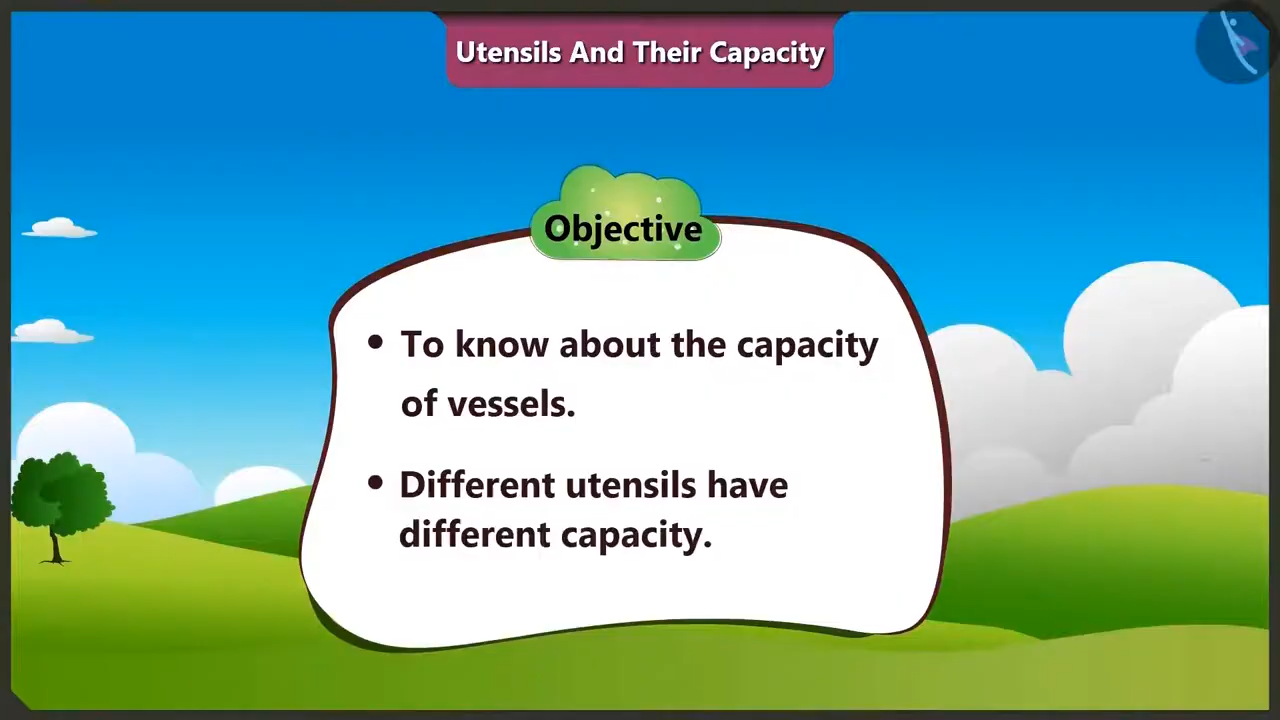 Utensils And Their Capacity
Objective
• To know about the capacity
of vessels.
• Different utensils have
different capacity.